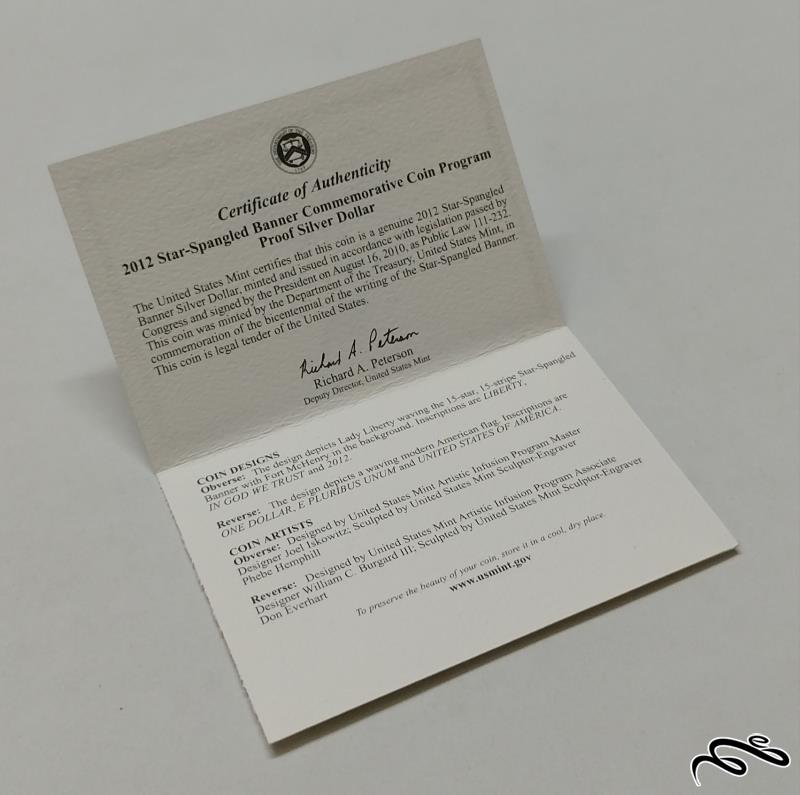 Certificate of Authenticity
2012 Star-Spangled Banner Commemorative Coin Program
Proof Silver Dollar
The United States Mint certifies that this coin is a genuine 2012 Star-Spangled
Banner Silver Dollar, minted and issued in accordance with legislation passed by
Congress and signed by the President on August 16, 2010, as Public Law 111-232.
This coin was minted by the Department of the Treasury, United States Mint, in
commemoration of the bicentennial of the writing of the Star-Spangled Banner.
This coin is legal tender of the United States.
Richard A. Peterson
Richard A. Peterson
Deputy Director, United States Mint
COIN DESIGNS
Obverse: The design depicts Lady Liberty waving the 15-star, 15-stripe Star-Spangled
Banner with Fort McHenry in the background. Inscriptions are LIBERTY,
IN GOD WE TRUST and 2012.
Reverse: The design depicts a waving modern American flag. Inscriptions are
ONE DOLLAR, E PLURIBUS UNUM and UNITED STATES OF AMERICA.
COIN ARTISTS
Obverse: Designed by United States Mint Artistic Infusion Program Master
Designer Joel Iskowitz; Sculpted by United States Mint Sculptor-Engraver
Phebe Hemphill
Reverse: Designed by United States Mint Artistic Infusion Program Associate
Designer William C. Burgard III; Sculpted by United States Mint Sculptor-Engraver
Don Everhart
To preserve the beauty of your coin, store it in a cool, dry place.
www.usmint.gov